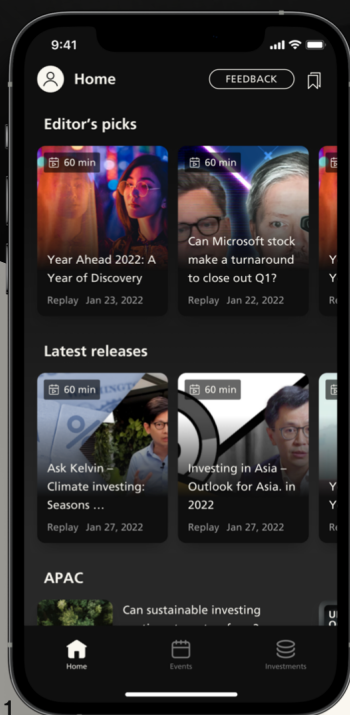 9:41
Home
FEEDBACK
Editor's picks
60 min
Year Ahead 2022: A
Year of Discovery
Replay Jan 23, 2022
60 min
Can Microsoft stock
make a turnaround
to close out Q1?
Replay Jan 22, 2022
Y
Y
Re
Latest releases
60 min
Ask Kelvin –
Climate investing:
Seasons ...
Replay Jan 27, 2022
60 min
Investing in Asia –
Outlook for Asia. in
2022
Replay Jan 27, 2022
Y
Y
Re
APAC
Can sustainable investing
Home
Events
Investments
1